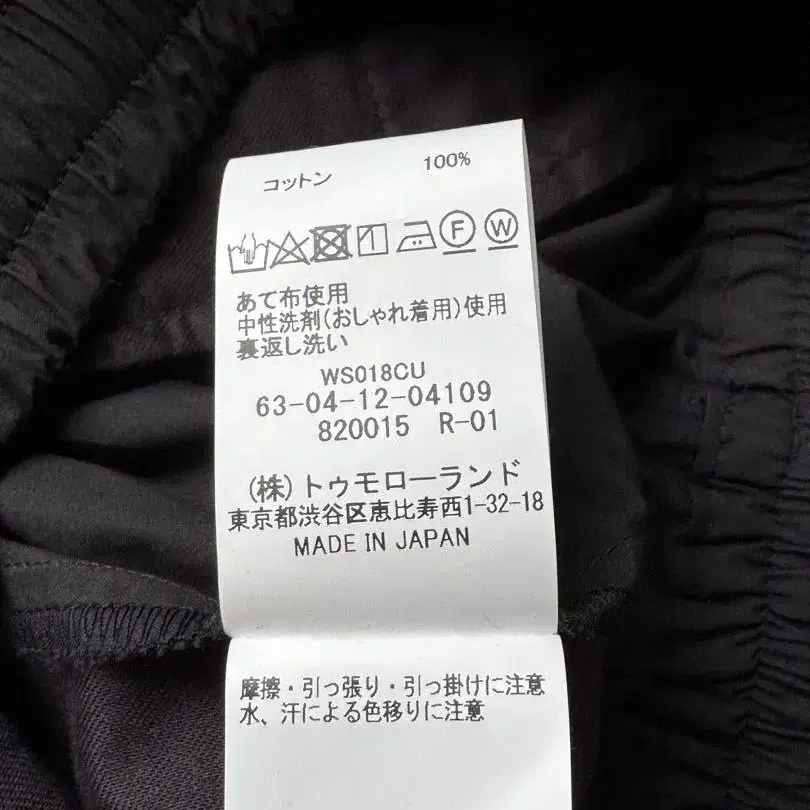 コットン 100%
F W
あて布使用
中性洗剤(おしゃれ着用)使用
裏返し洗い
WS018CU
63-04-12-04109
820015 R-01
(株)トゥモローランド
東京都渋谷区恵比寿西1-32-18
MADE IN JAPAN
摩擦・引っ張り・引っ掛けに注意
水、汗による色移りに注意